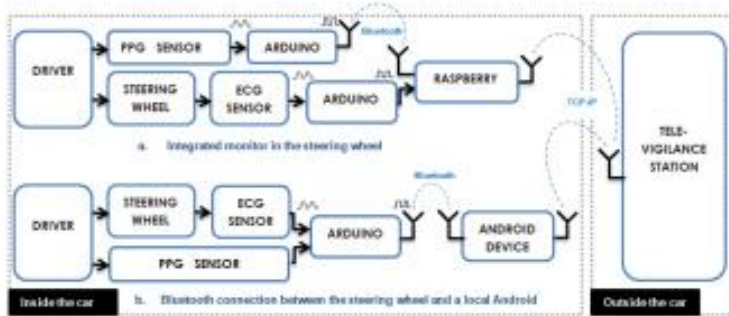 PPG SENSOR
ARDUINO
Bluetooth
DRIVER
STEERING
WHEEL
ECG
SENSOR
ARDUINO
RASPBERRY
TCP-IP
a. Integrated monitor in the steering wheel
TELE-
VIGILANCE
STATION
STEERING
WHEEL
ECG
SENSOR
Bluetooth
DRIVER
ARDUINO
ANDROID
DEVICE
PPG SENSOR
Inside the car
b. Bluetooth connection between the steering wheel and a local Android
Outside the car